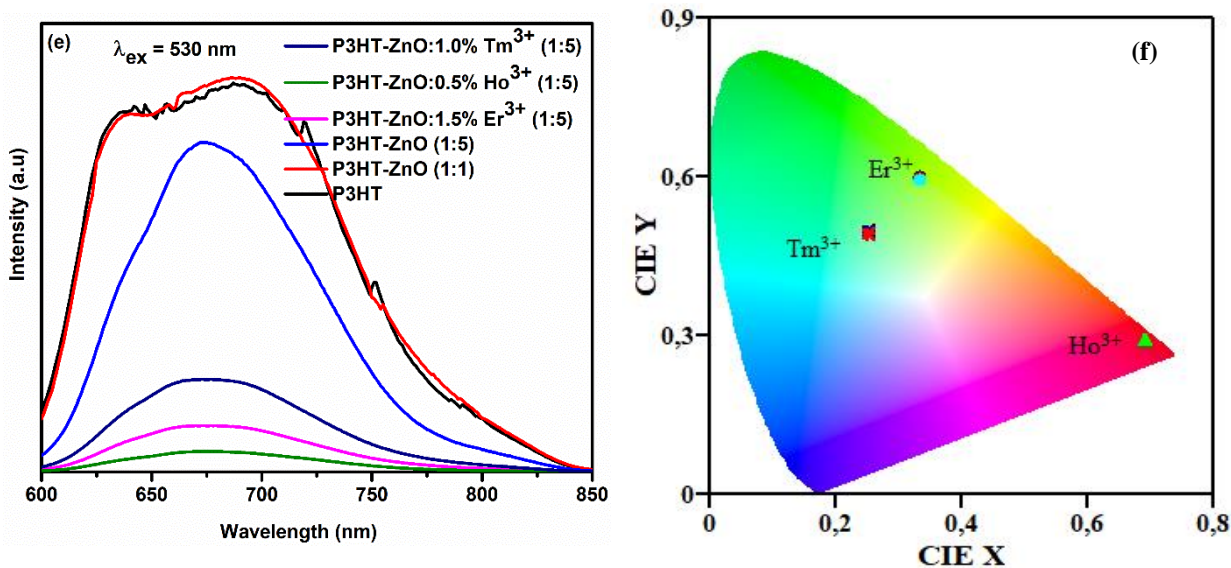 (e)
λex = 530 nm
P3HT-ZnO:1.0% Tm3+ (1:5)
P3HT-ZnO:0.5% Ho3+ (1:5)
P3HT-ZnO:1.5% Er3+ (1:5)
P3HT-ZnO (1:5)
P3HT-ZnO (1:1)
P3HT
Intensity (a.u)
600 650 700 750 800 850
Wavelength (nm)
(f)
0,9
0,6
0,3
0
CIE Y
Er3+
Tm3+
Ho3+
0 0,2 0,4 0,6 0,8
CIE X